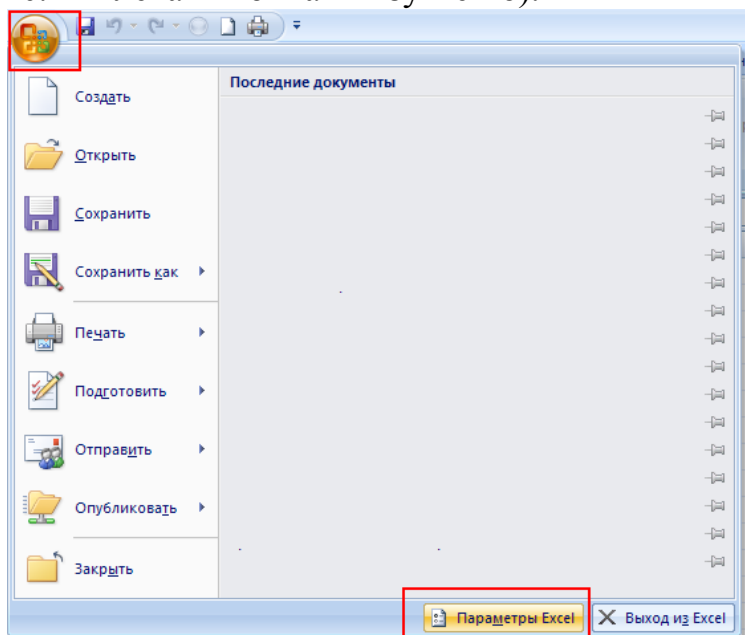 Последние документы
Создать
Открыть
Сохранить
Сохранить как
Печать
Подготовить
Отправить
Опубликовать
Закрыть
Параметры Excel
Выход из Excel